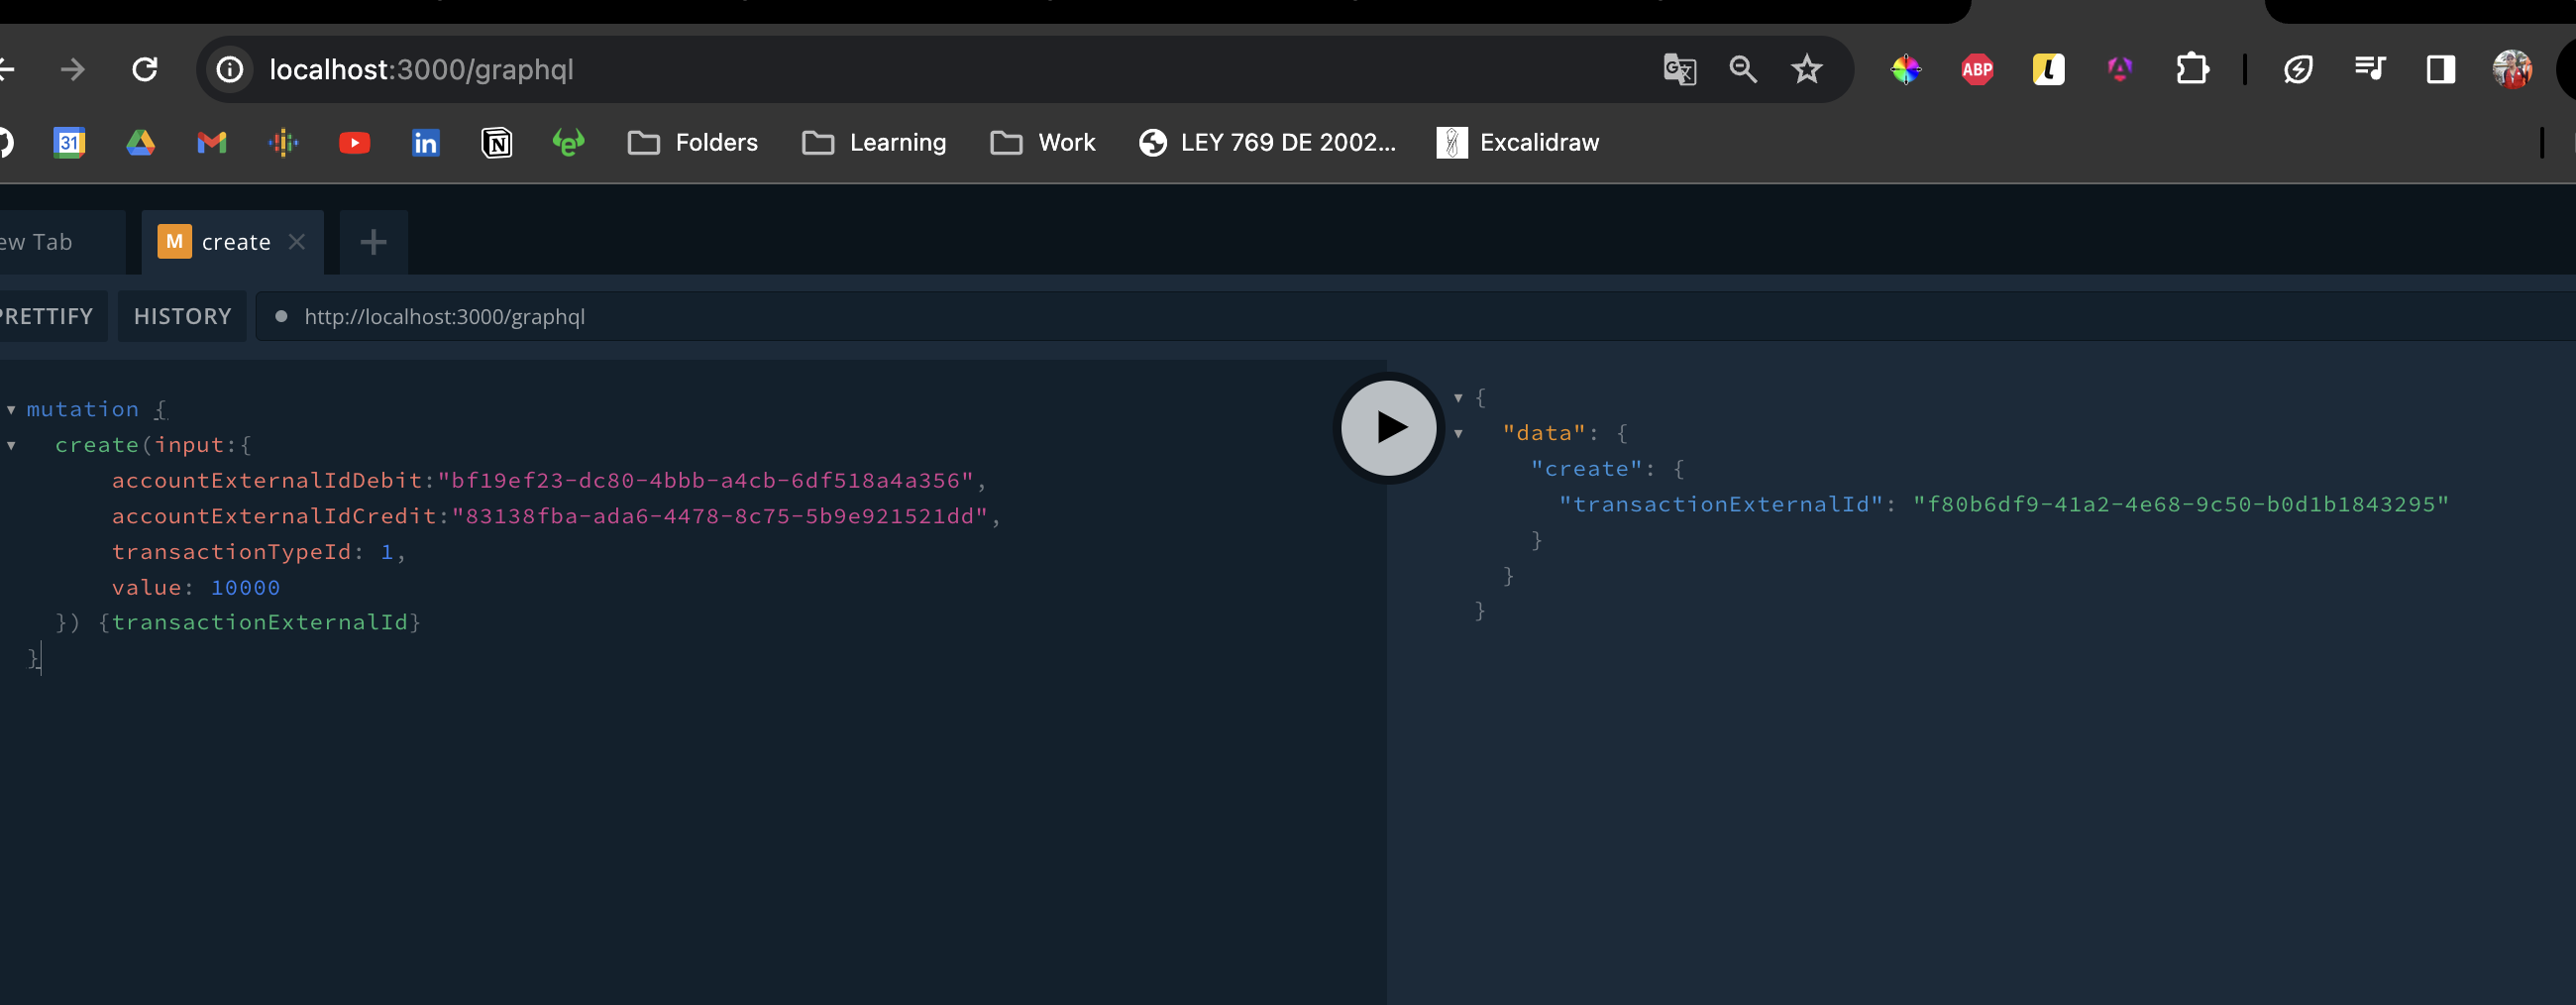 localhost:3000/graphql
ABP
31
Folders
Learning
Work
LEY 769 DE 2002...
Excalidraw
ew Tab
M create
PRETTIFY
HISTORY
http://localhost:3000/graphql
mutation {
create(input:{
accountExternalIdDebit:"bf19ef23-dc80-4bbb-a4cb-6df518a4a356",
accountExternalIdCredit:"83138fba-ada6-4478-8c75-5b9e921521dd",
transactionTypeId: 1,
value: 10000
}) {transactionExternalId}
}
{
"data": {
"create": {
"transactionExternalId": "f80b6df9-41a2-4e68-9c50-b0d1b1843295"
}
}
}